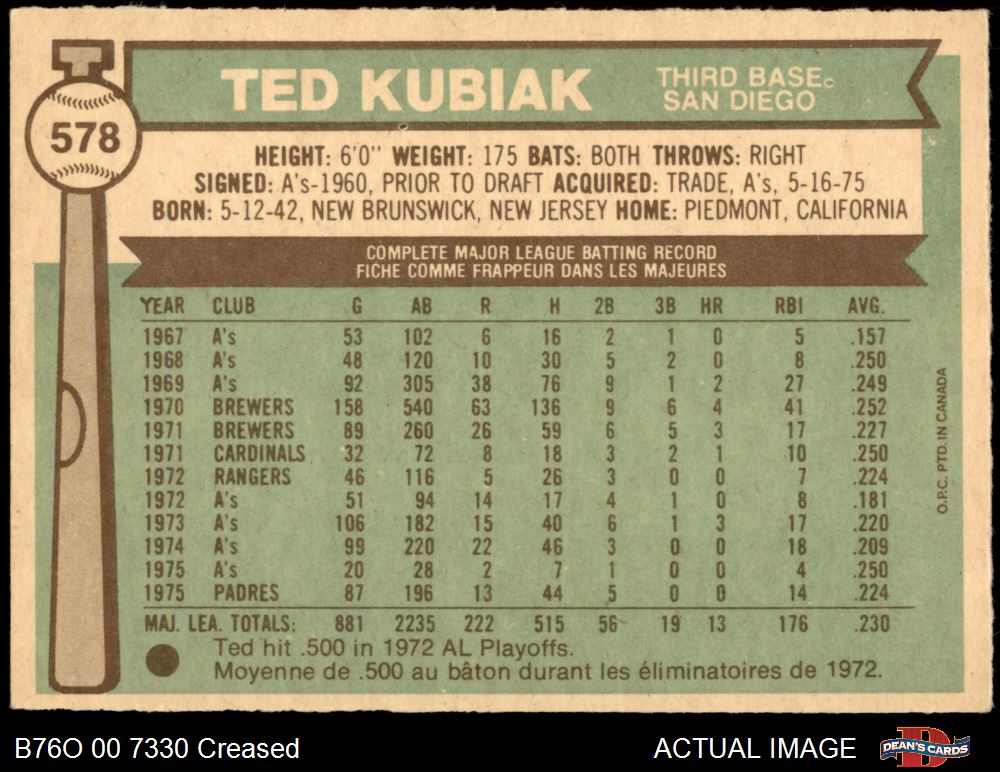 TED KUBIAK
THIRD BASE
SAN DIEGO
578
HEIGHT: 6'0" WEIGHT: 175 BATS: BOTH THROWS: RIGHT
SIGNED: A's-1960, PRIOR TO DRAFT ACQUIRED: TRADE, A's, 5-16-75
BORN: 5-12-42, NEW BRUNSWICK, NEW JERSEY HOME: PIEDMONT, CALIFORNIA
COMPLETE MAJOR LEAGUE BATTING RECORD
FICHE COMME FRAPPEUR DANS LES MAJEURES
YEAR CLUB G AB R H 2B 3B HR RBI AVG.
1967 A's 53 102 6 16 2 1 0 5 .157
1968 A's 48 120 10 30 5 2 0 8 .250
1969 A's 92 305 38 76 9 1 2 27 .249
1970 BREWERS 158 540 63 136 9 6 4 41 .252
1971 BREWERS 89 260 26 59 6 5 3 17 .227
1971 CARDINALS 32 72 8 18 3 2 1 10 .250
1972 RANGERS 46 116 5 26 3 0 0 7 .224
1972 A's 51 94 14 17 4 1 0 8 .181
1973 A's 106 182 15 40 6 1 3 17 .220
1974 A's 99 220 22 46 3 0 0 18 .209
1975 A's 20 28 2 7 1 0 0 4 .250
1975 PADRES 87 196 13 44 5 0 0 14 .224
MAJ. LEA. TOTALS: 881 2235 222 515 56 19 13 176 .230
Ted hit .500 in 1972 AL Playoffs.
Moyenne de .500 au bâton durant les éliminatoires de 1972.
O.P.C. PTD. IN CANADA
B76O 00 7330 Creased
ACTUAL IMAGE
DEAN'S CARDS